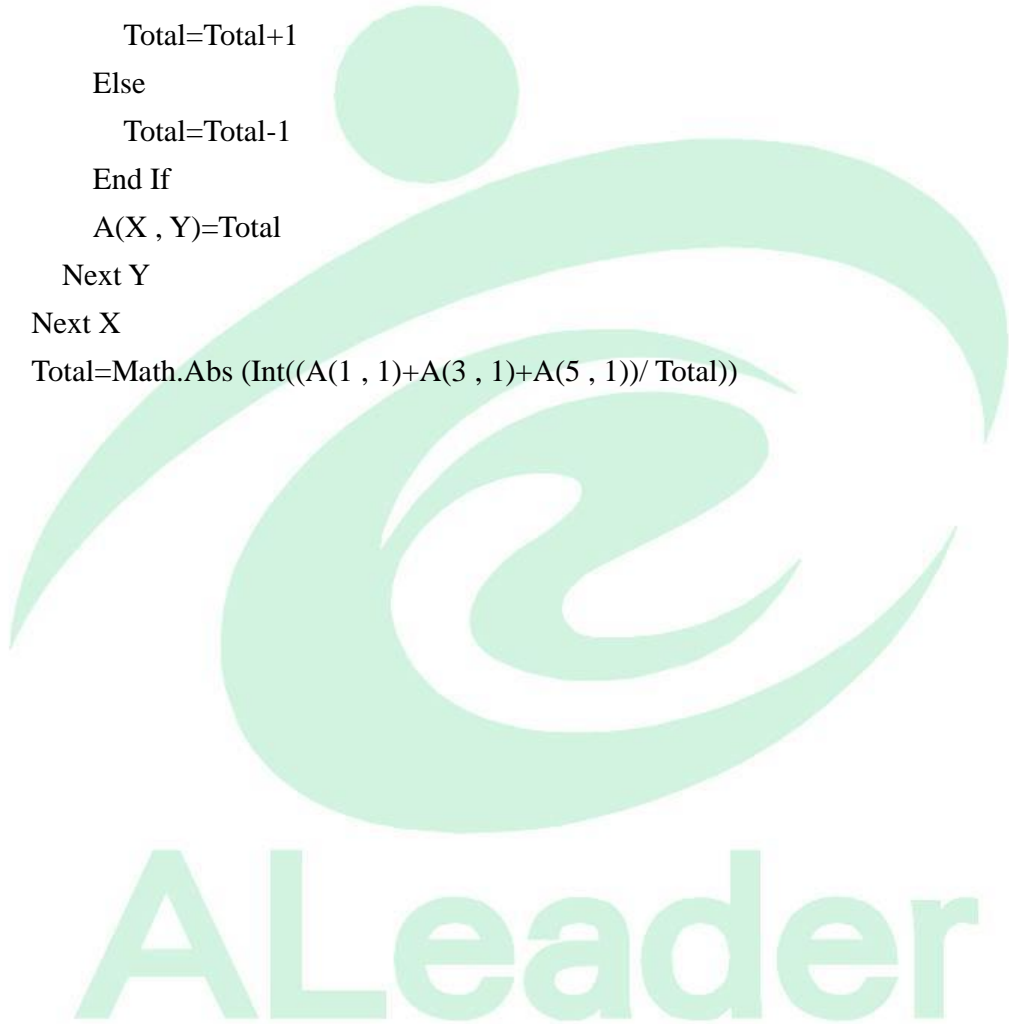 Total=Total+1
Else
Total=Total-1
End If
A(X , Y)=Total
Next Y
Next X
Total=Math.Abs (Int((A(1 , 1)+A(3 , 1)+A(5 , 1))/ Total))
ALeader